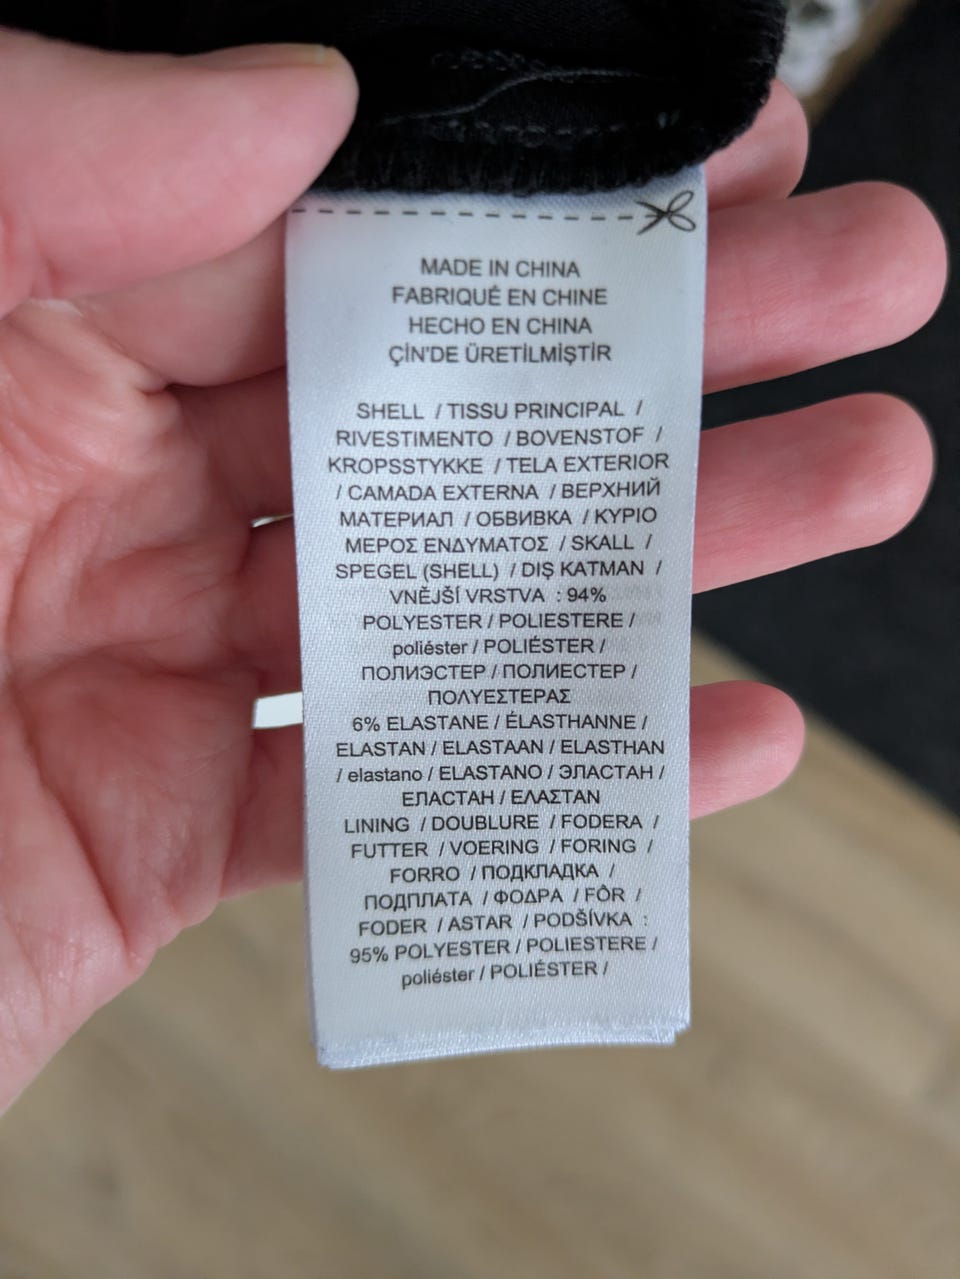 MADE IN CHINA
FABRIQUÉ EN CHINE
HECHO EN CHINA
ÇİN'DE ÜRETİLMİŞTİR
SHELL / TISSU PRINCIPAL /
RIVESTIMENTO / BOVENSTOF /
KROPSSTYKKE / TELA EXTERIOR
/ CAMADA EXTERNA / ВЕРХНИЙ
МАТЕРИАЛ / ОБВИВКА / ΚΥΡΙΟ
ΜΕΡΟΣ ΕΝΔΥΜΑΤΟΣ / SKALL /
SPEGEL (SHELL) / DIŞ KATMAN /
VNĚJŠÍ VRSTVA : 94%
POLYESTER / POLIESTERE /
poliéster / POLIÉSTER /
ПОЛИЭСТЕР / ПОЛИЕСТЕР /
ΠΟΛΥΕΣΤΕΡΑΣ
6% ELASTANE / ÉLASTHANNE /
ELASTAN / ELASTAAN / ELASTHAN
/ elastano / ELASTANO / ЭЛАСТАН /
ЕЛАСТАН / ΕΛΑΣΤΑΝ
LINING / DOUBLURE / FODERA /
FUTTER / VOERING / FORING /
FORRO / ПОДКЛАДКА /
ПОДПЛАТА / ΦΟΔΡΑ / FÔR /
FODER / ASTAR / PODŠÍVKA :
95% POLYESTER / POLIESTERE /
poliéster / POLIÉSTER /